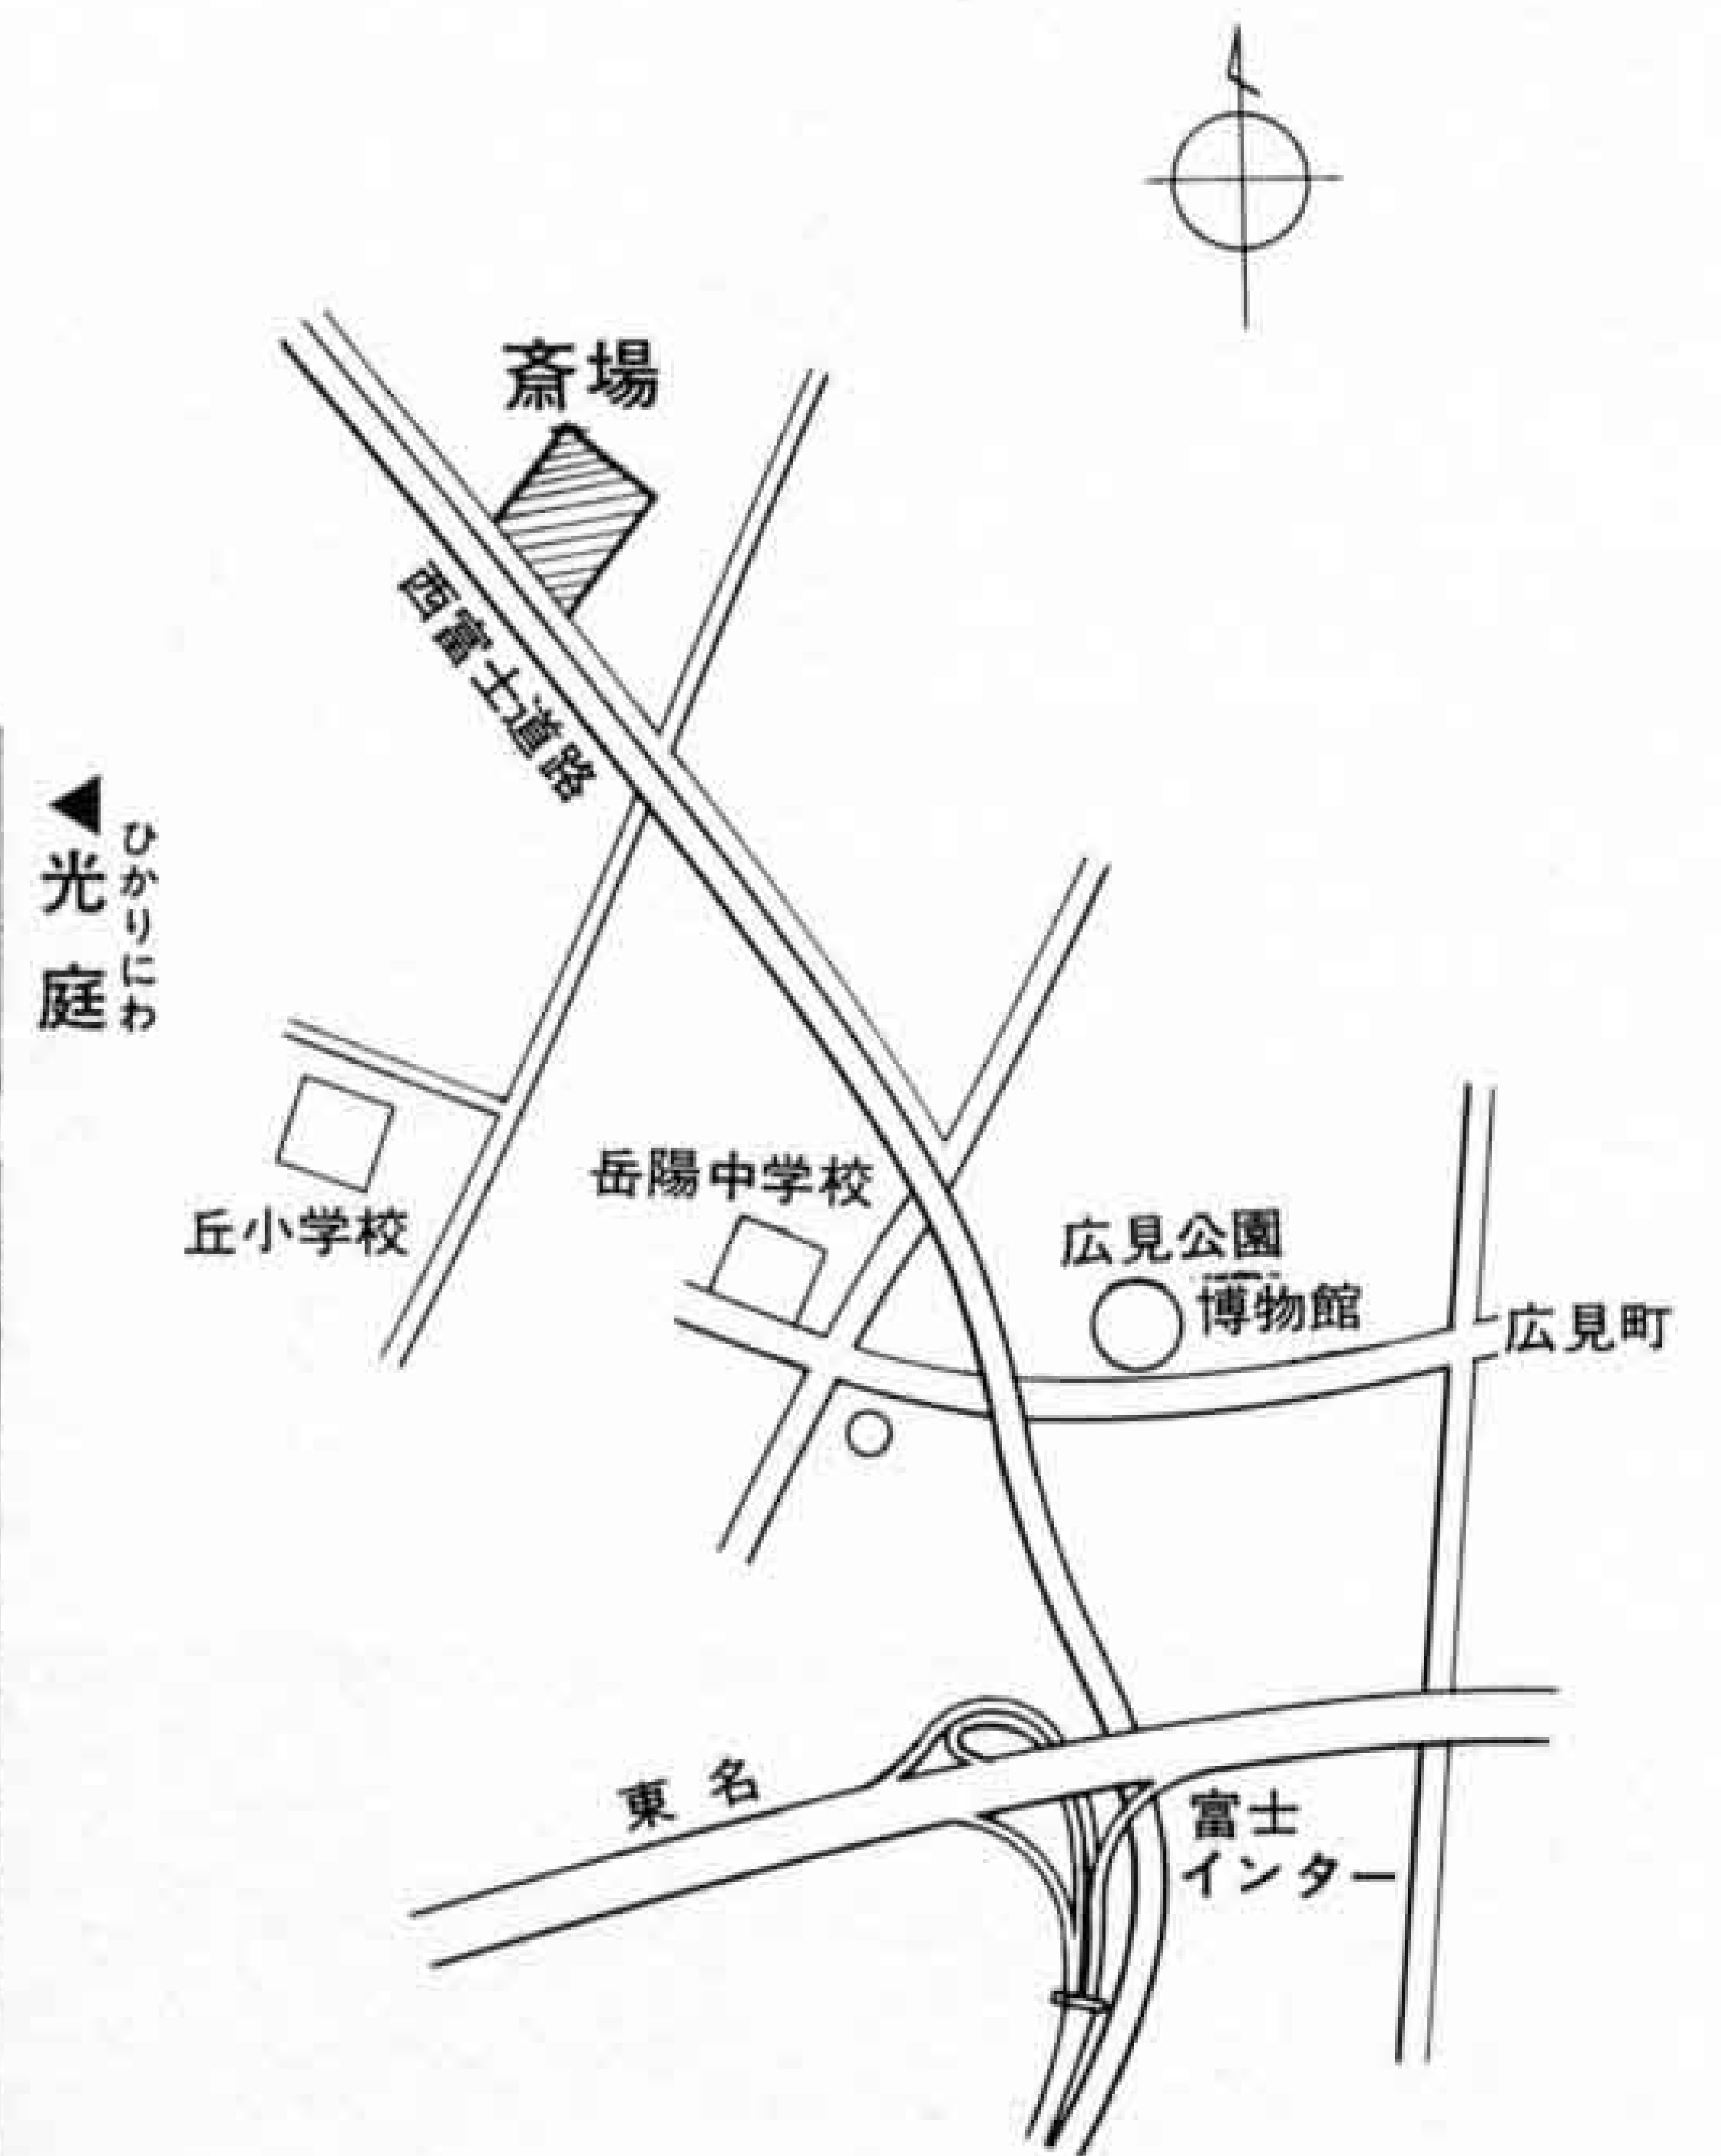 斎場
西富士道路
◀光庭
ひかりにわ
丘小学校
岳陽中学校
広見公園
博物館
広見町
東名
富士
インター